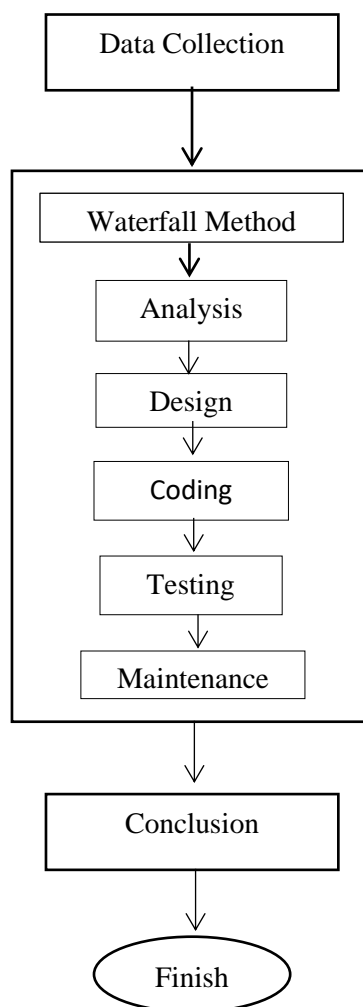 Data Collection
Waterfall Method
Analysis
Design
Coding
Testing
Maintenance
Conclusion
Finish